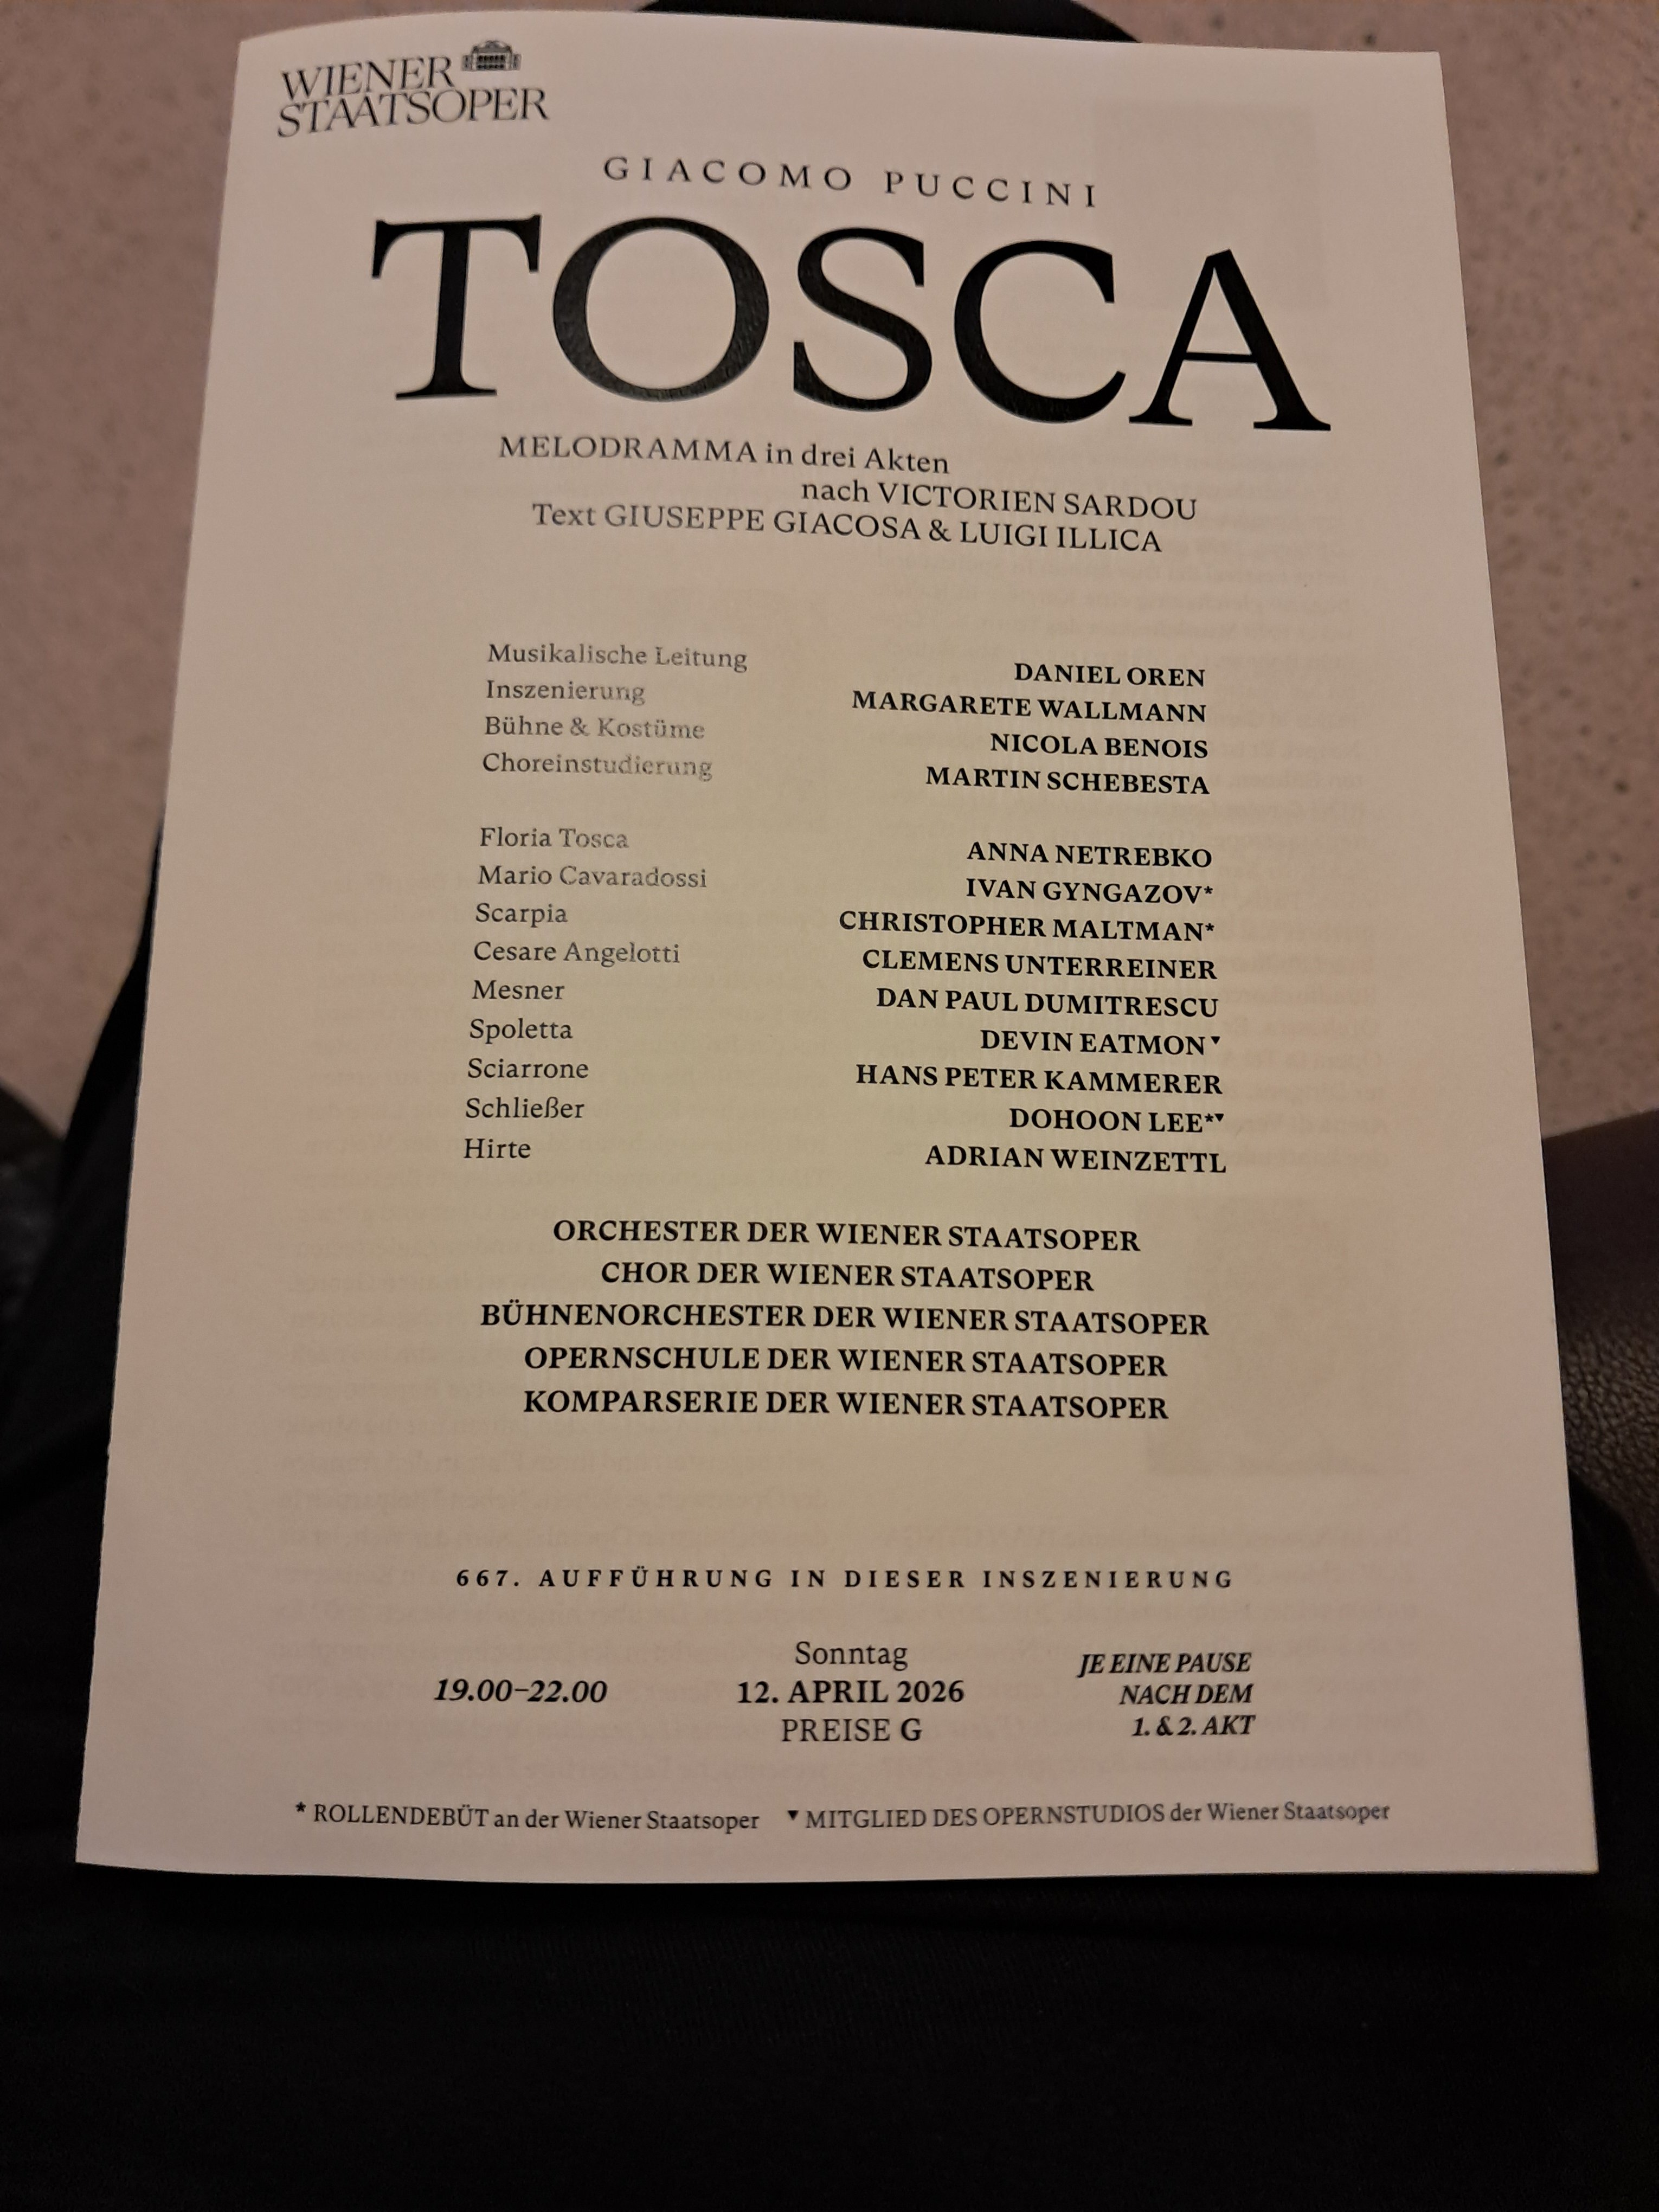 WIENER
STAATSOPER
GIACOMO PUCCINI
TOSCA
MELODRAMMA in drei Akten
nach VICTORIEN SARDOU
Text GIUSEPPE GIACOSA & LUIGI ILLICA
Musikalische Leitung DANIEL OREN
Inszenierung MARGARETE WALLMANN
Bühne & Kostüme NICOLA BENOIS
Choreinstudierung MARTIN SCHEBESTA
Floria Tosca ANNA NETREBKO
Mario Cavaradossi IVAN GYNGAZOV*
Scarpia CHRISTOPHER MALTMAN*
Cesare Angelotti CLEMENS UNTERREINER
Mesner DAN PAUL DUMITRESCU
Spoletta DEVIN EATMON▼
Sciarrone HANS PETER KAMMERER
Schließer DOHOON LEE*▼
Hirte ADRIAN WEINZETTL
ORCHESTER DER WIENER STAATSOPER
CHOR DER WIENER STAATSOPER
BÜHNENORCHESTER DER WIENER STAATSOPER
OPERNSCHULE DER WIENER STAATSOPER
KOMPARSERIE DER WIENER STAATSOPER
667. AUFFÜHRUNG IN DIESER INSZENIERUNG
19.00–22.00
Sonntag
12. APRIL 2026
PREISE G
JE EINE PAUSE
NACH DEM
1. & 2. AKT
* ROLLENDEBÜT an der Wiener Staatsoper ▼ MITGLIED DES OPERNSTUDIOS der Wiener Staatsoper